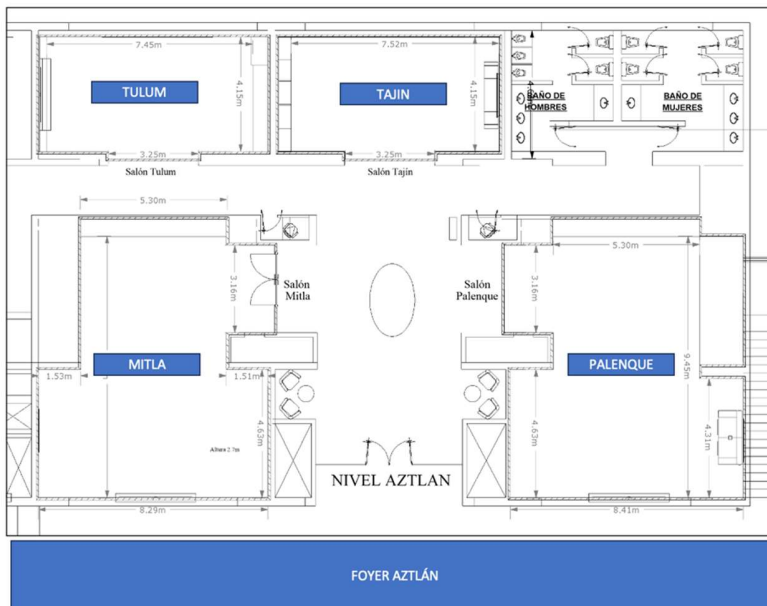 7.45m
7.52m
TULUM
TAJIN
4.15m
4.15m
BAÑO DE
HOMBRES
BAÑO DE
MUJERES
3.25m
3.25m
Salón Tulum
Salón Tajín
5.30m
5.30m
3.16m
3.16m
Salón
Mitla
Salón
Palenque
MITLA
PALENQUE
9.45m
1.53m
1.51m
4.63m
4.63m
4.31m
Altura 2.7m
NIVEL AZTLAN
8.29m
8.41m
FOYER AZTLÁN